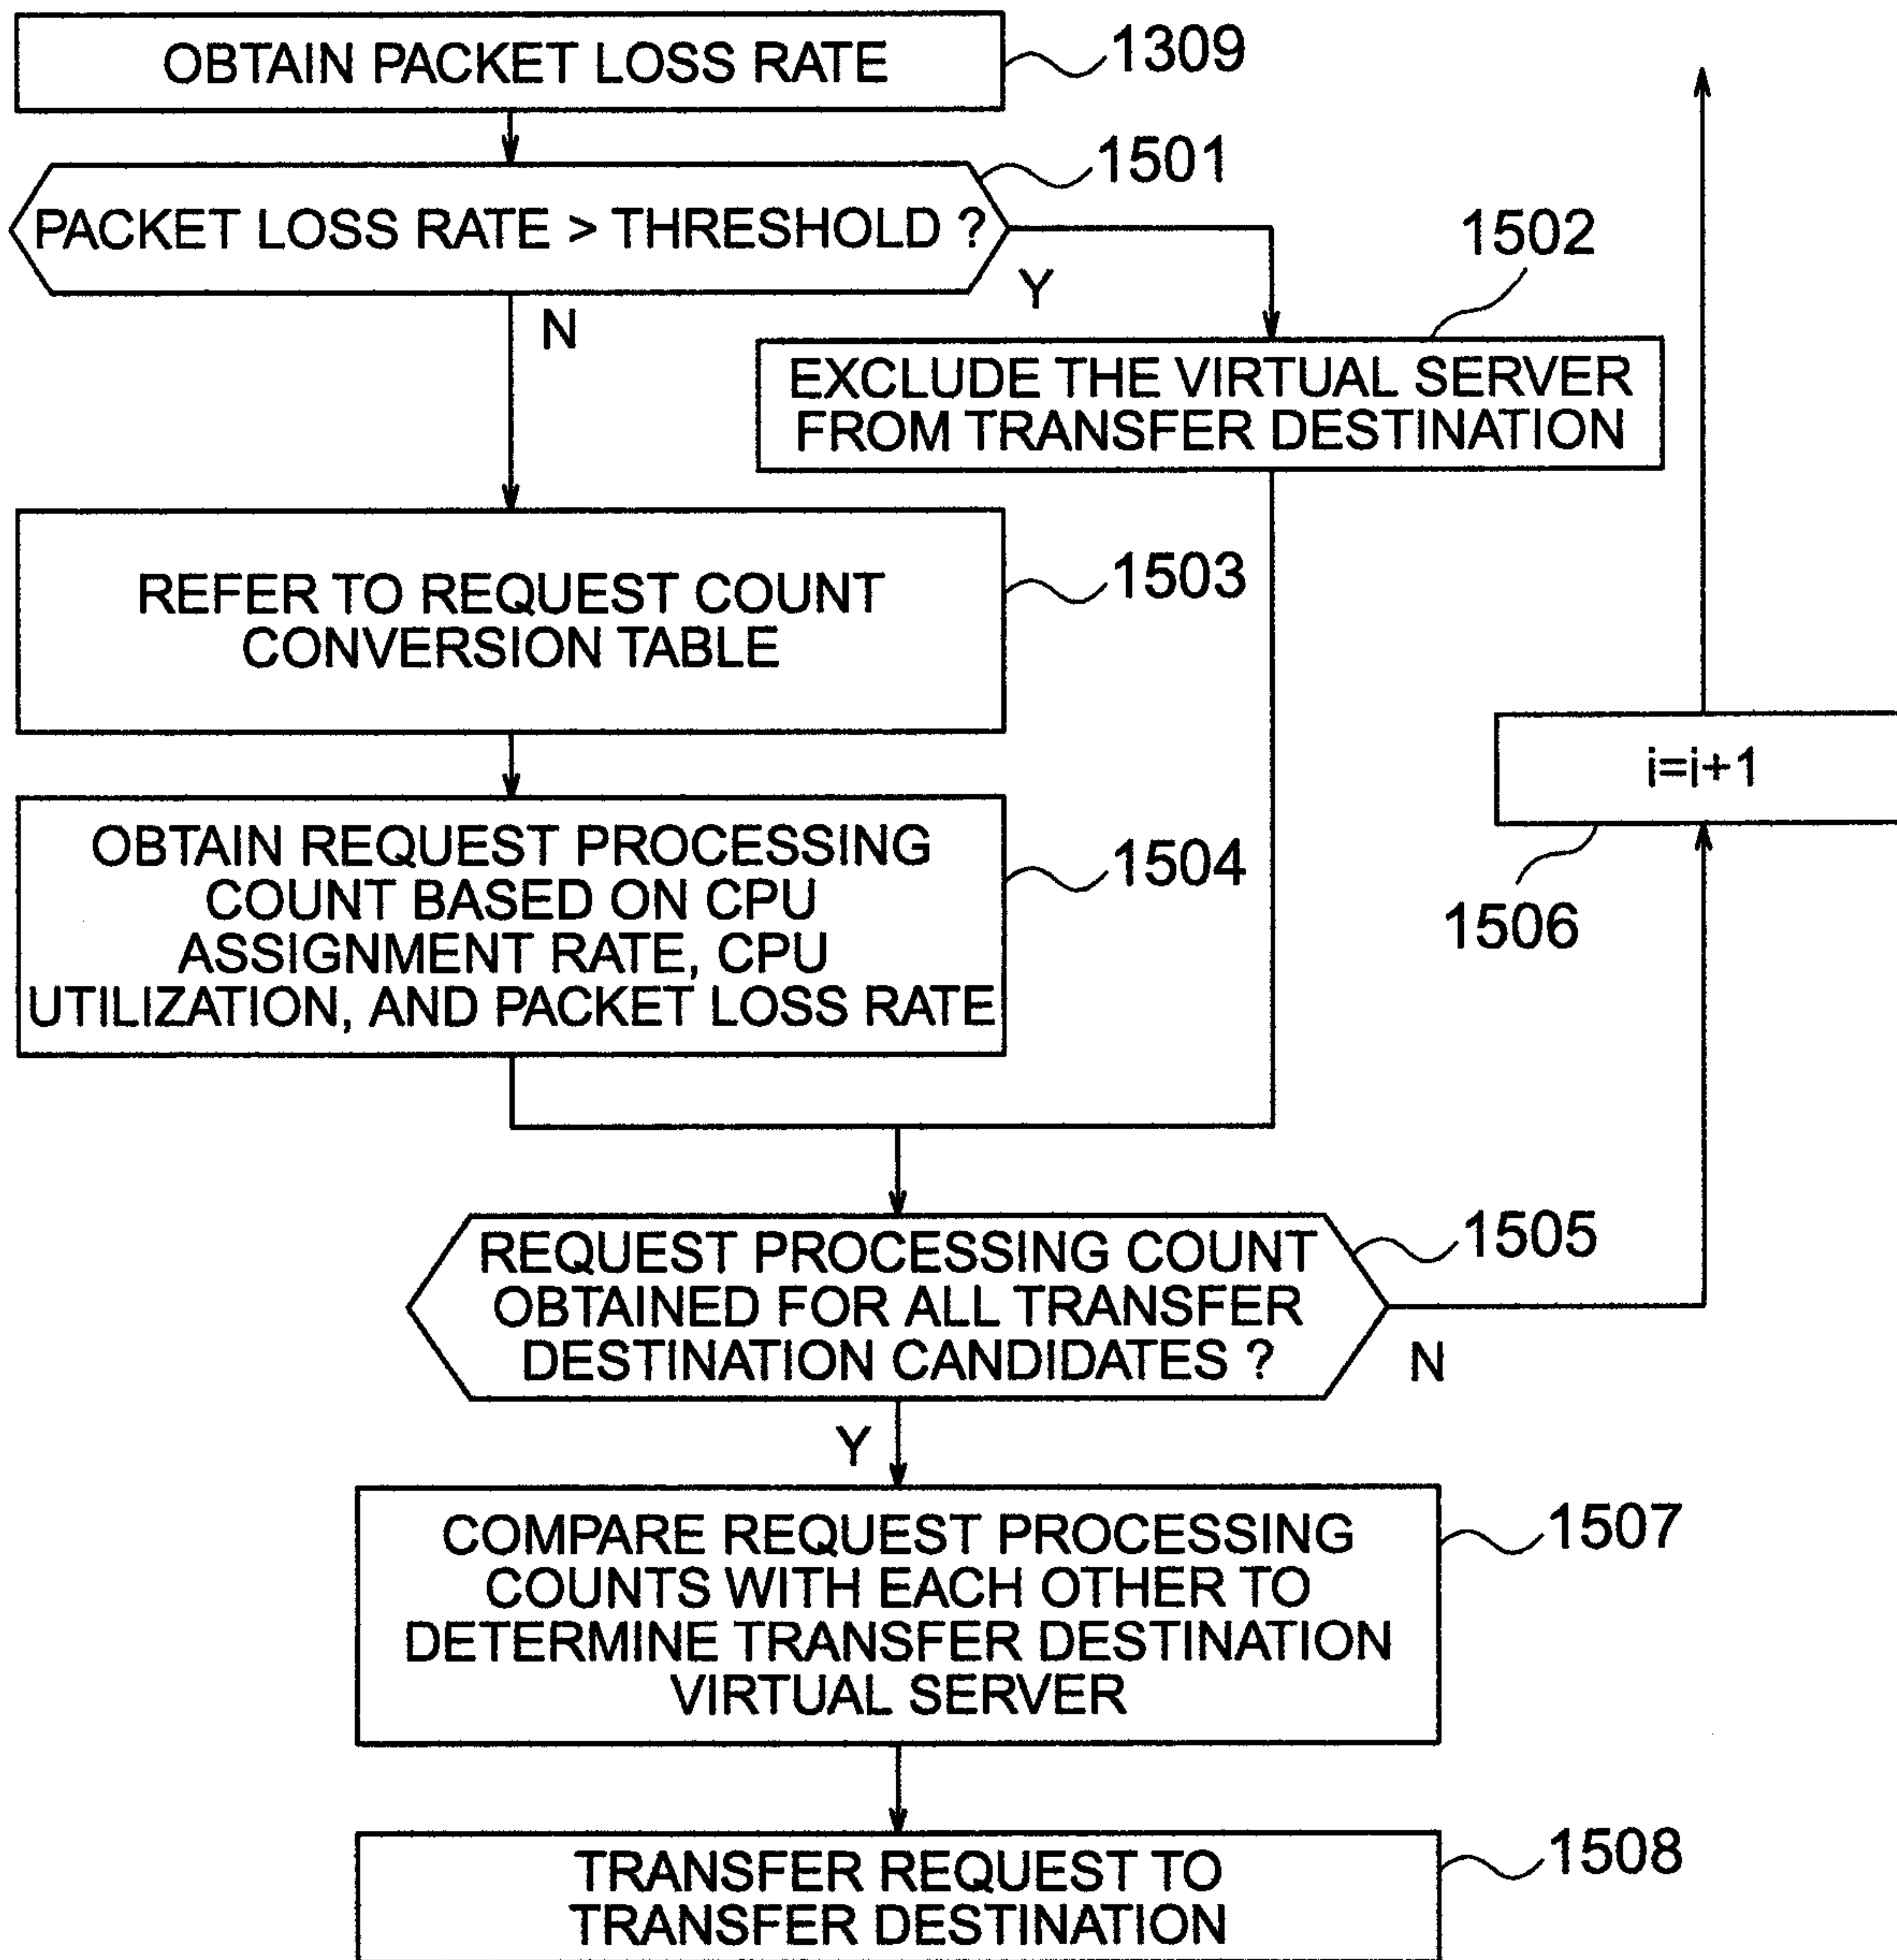 OBTAIN PACKET LOSS RATE
1309
PACKET LOSS RATE > THRESHOLD ?
1501
Y
N
1502
EXCLUDE THE VIRTUAL SERVER
FROM TRANSFER DESTINATION
REFER TO REQUEST COUNT
CONVERSION TABLE
1503
i=i+1
1506
OBTAIN REQUEST PROCESSING
COUNT BASED ON CPU
ASSIGNMENT RATE, CPU
UTILIZATION, AND PACKET LOSS RATE
1504
REQUEST PROCESSING COUNT
OBTAINED FOR ALL TRANSFER
DESTINATION CANDIDATES ?
1505
N
Y
COMPARE REQUEST PROCESSING
COUNTS WITH EACH OTHER TO
DETERMINE TRANSFER DESTINATION
VIRTUAL SERVER
1507
TRANSFER REQUEST TO
TRANSFER DESTINATION
1508